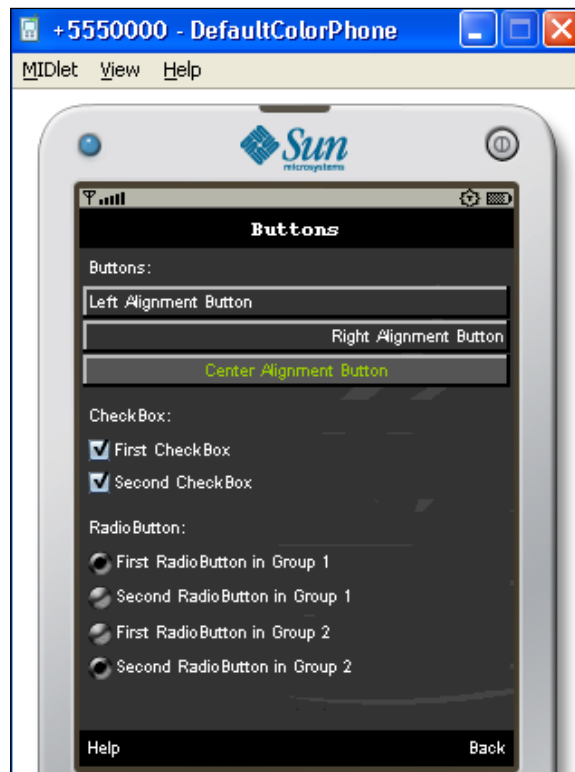 +5550000 - DefaultColorPhone
MIDlet View Help
Sun
microsystems
Buttons
Buttons:
Left Alignment Button
Right Alignment Button
Center Alignment Button
CheckBox:
First CheckBox
Second CheckBox
RadioButton:
First RadioButton in Group 1
Second RadioButton in Group 1
First RadioButton in Group 2
Second RadioButton in Group 2
Help Back